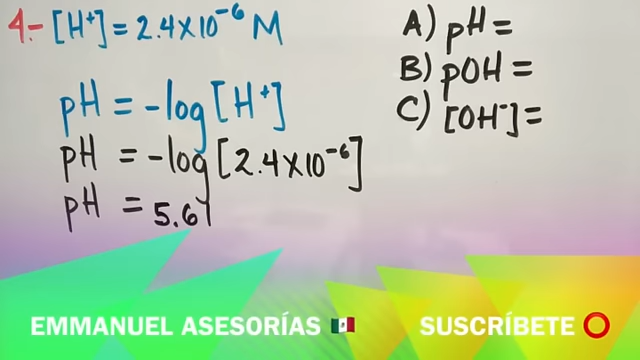 4.- [H⁺] = 2.4×10⁻⁶ M
A) pH =
B) pOH =
C) [OH⁻] =
pH = -log [H⁺]
pH = -log [2.4×10⁻⁶]
pH = 5.61
EMMANUEL ASESORÍAS 🇲🇽
SUSCRÍBETE ⭕